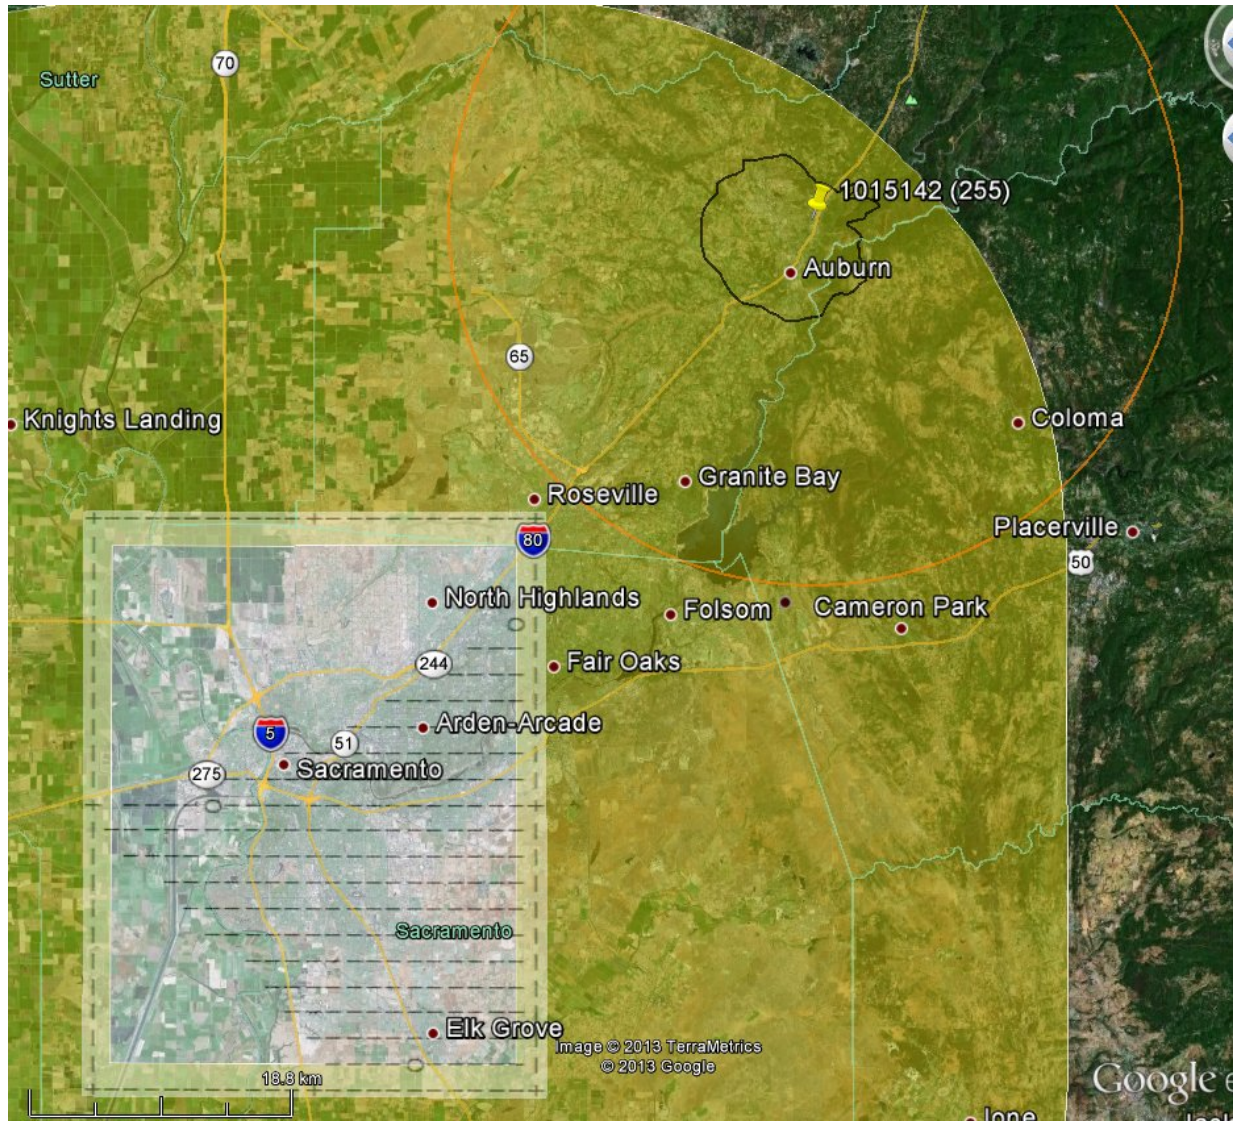 70
Sutter
1015142 (255)
Auburn
65
Knights Landing
Coloma
Granite Bay
Roseville
Placerville
80
50
North Highlands
Folsom
Cameron Park
244
Fair Oaks
Arden-Arcade
5
51
275
Sacramento
Sacramento
Elk Grove
Image © 2013 TerraMetrics
© 2013 Google
18.8 km
Google e
Ione